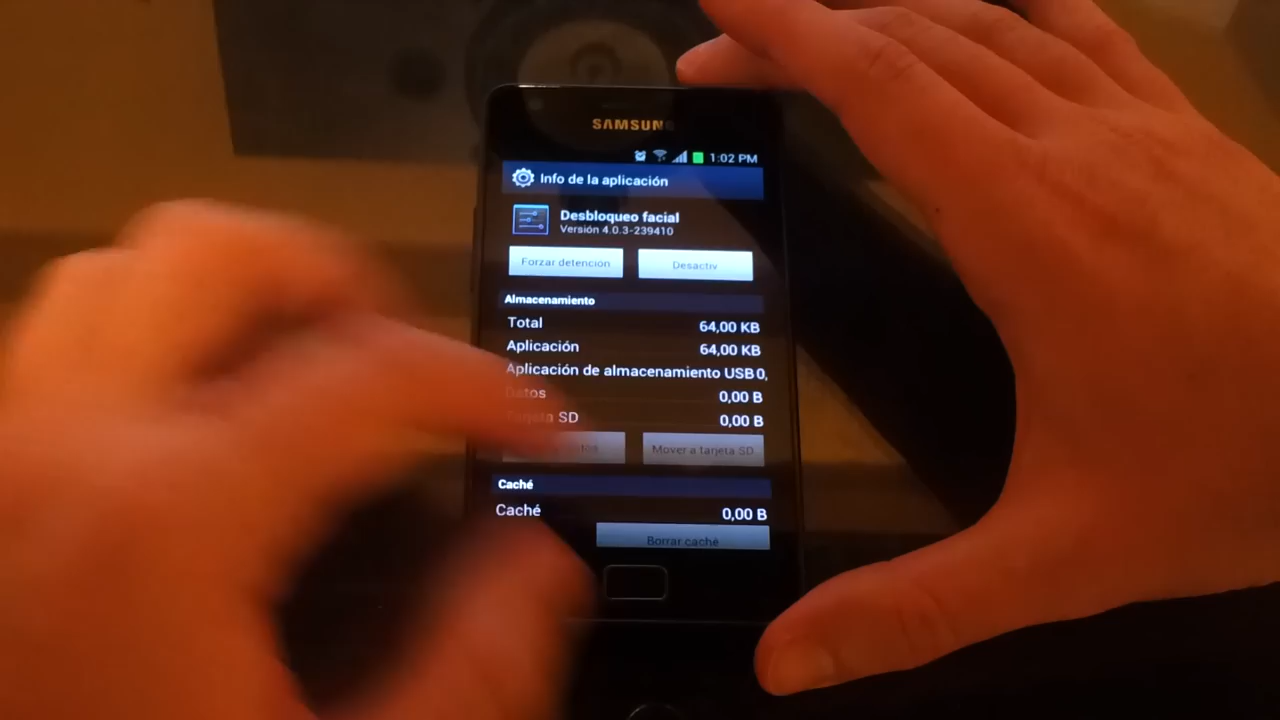 SAMSUNG
1:02 PM
Info de la aplicación
Desbloqueo facial
Versión 4.0.3-239410
Forzar detención Desactiv
Almacenamiento
Total 64,00 KB
Aplicación 64,00 KB
Aplicación de almacenamiento USB 0,
Datos 0,00 B
Tarjeta SD 0,00 B
Mover a tarjeta SD
Caché
Caché 0,00 B
Borrar caché